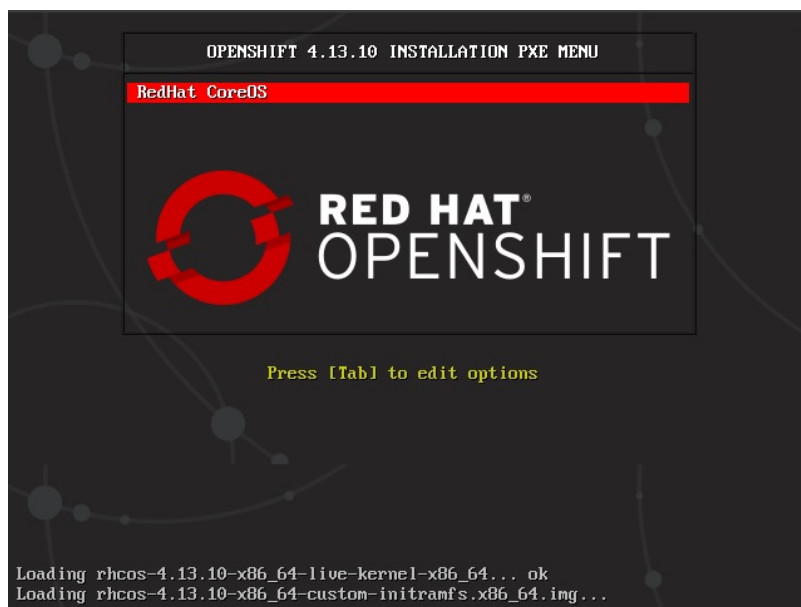 OPENSHIFT 4.13.10 INSTALLATION PXE MENU
RedHat CoreOS
RED HAT®
OPENSHIFT
Press [Tab] to edit options
Loading rhcos-4.13.10-x86_64-live-kernel-x86_64... ok
Loading rhcos-4.13.10-x86_64-custom-initramfs.x86_64.img...